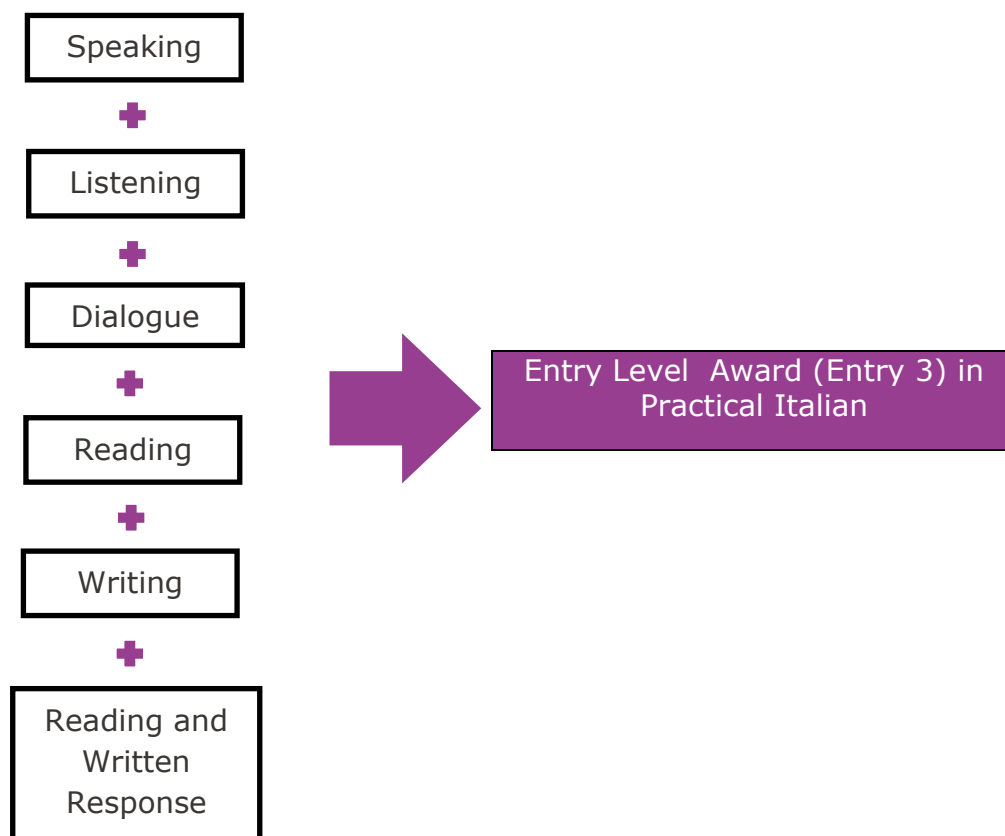 Speaking
Listening
Dialogue
Reading
Writing
Reading and
Written
Response
Entry Level  Award (Entry 3) in
Practical Italian